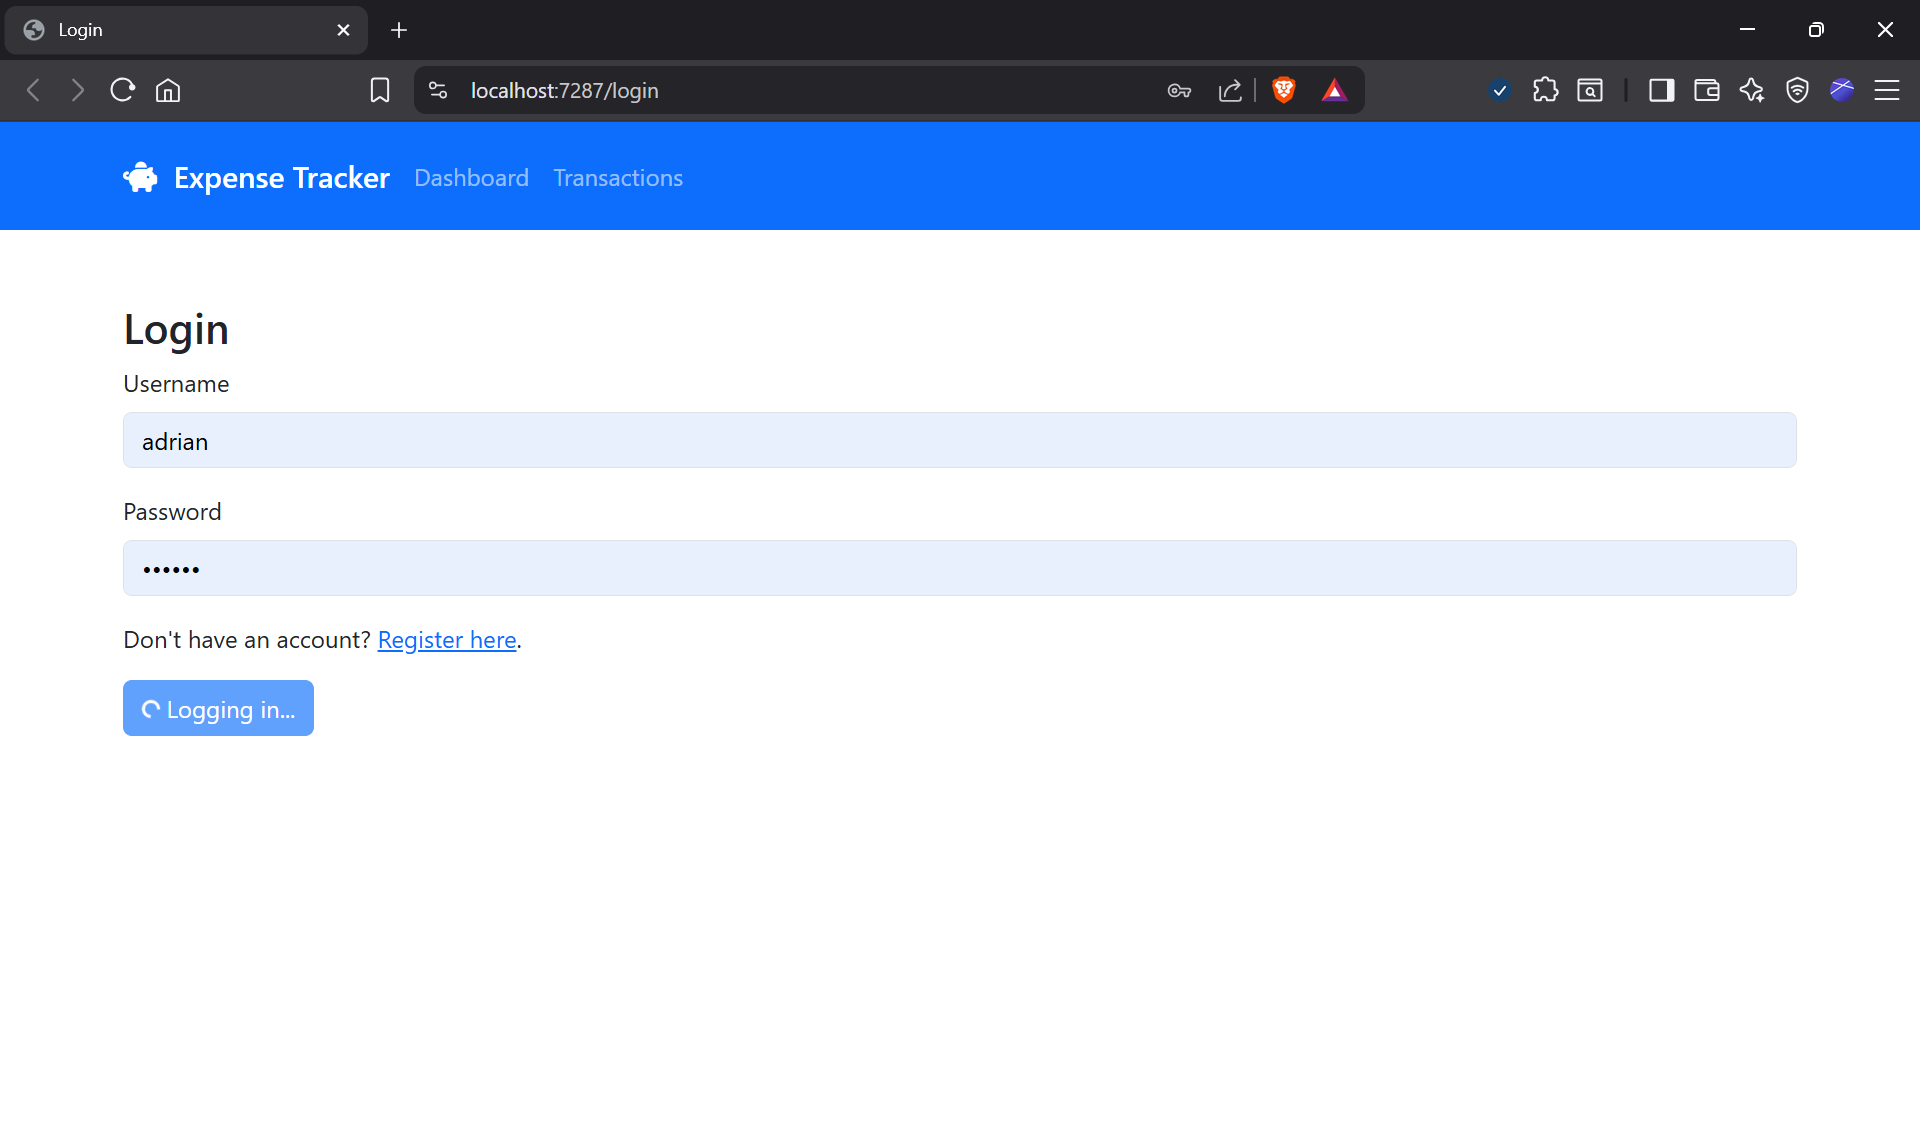 Login
localhost:7287/login
Expense Tracker Dashboard Transactions
Login
Username
adrian
Password
••••••
Don't have an account? Register here.
Logging in...